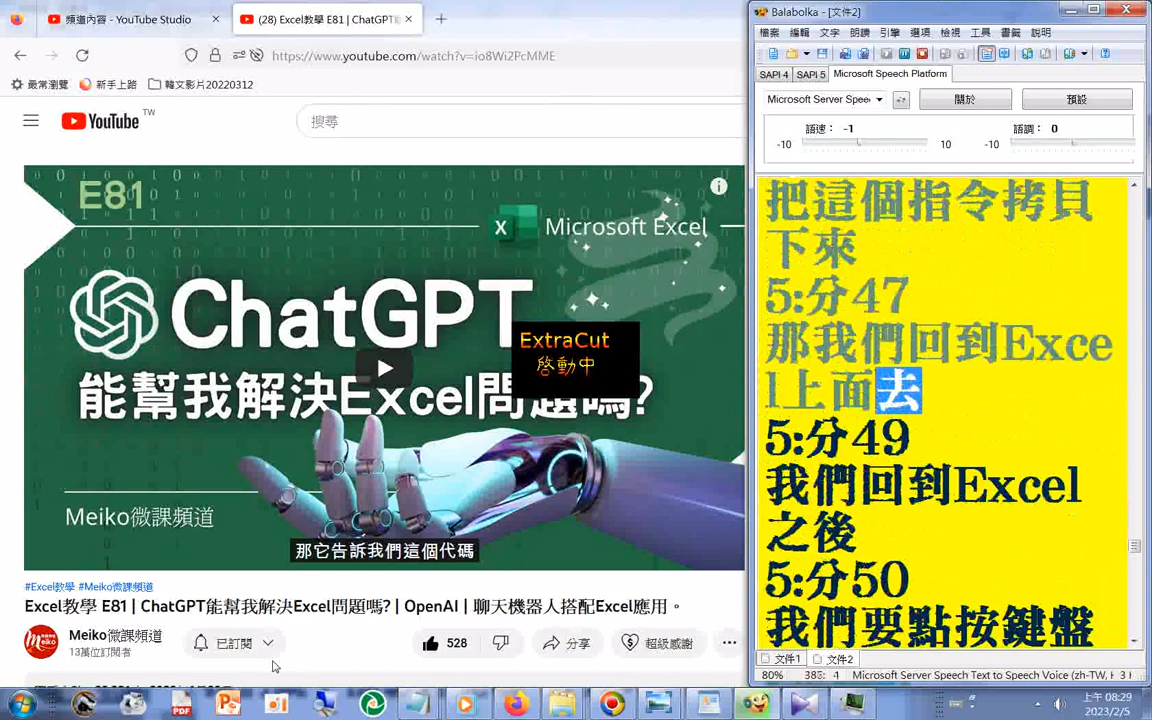 頻道內容 - YouTube Studio
(28) Excel教學 E81 | ChatGPT能
https://www.youtube.com/watch?v=io8Wi2PcMME
最常瀏覽
新手上路
韓文影片20220312
YouTube TW
搜尋
E81
Microsoft Excel
ChatGPT
能幫我解決Excel問題嗎?
ExtraCut
啓動中
Meiko微課頻道
那它告訴我們這個代碼
#Excel教學 #Meiko微課頻道
Excel教學 E81 | ChatGPT能幫我解決Excel問題嗎? | OpenAI | 聊天機器人搭配Excel應用。
Meiko
Meiko微課頻道
13萬位訂閱者
已訂閱
528
分享
超級感謝
Balabolka - [文件2]
檔案 編輯 文字 朗讀 引擎 選項 檢視 工具 書籤 說明
SAPI 4 SAPI 5 Microsoft Speech Platform
Microsoft Server Spee
關於
預設
語速: -1
語調: 0
-10
10
-10
把這個指令拷貝
下來
5:分47
那我們回到Exce
l上面去
5:分49
我們回到Excel
之後
5:分50
我們要點按鍵盤
文件1
文件2
80%
Microsoft Server Speech Text to Speech Voice (zh-TW, H
PDF
上午 08:29
2023/2/5